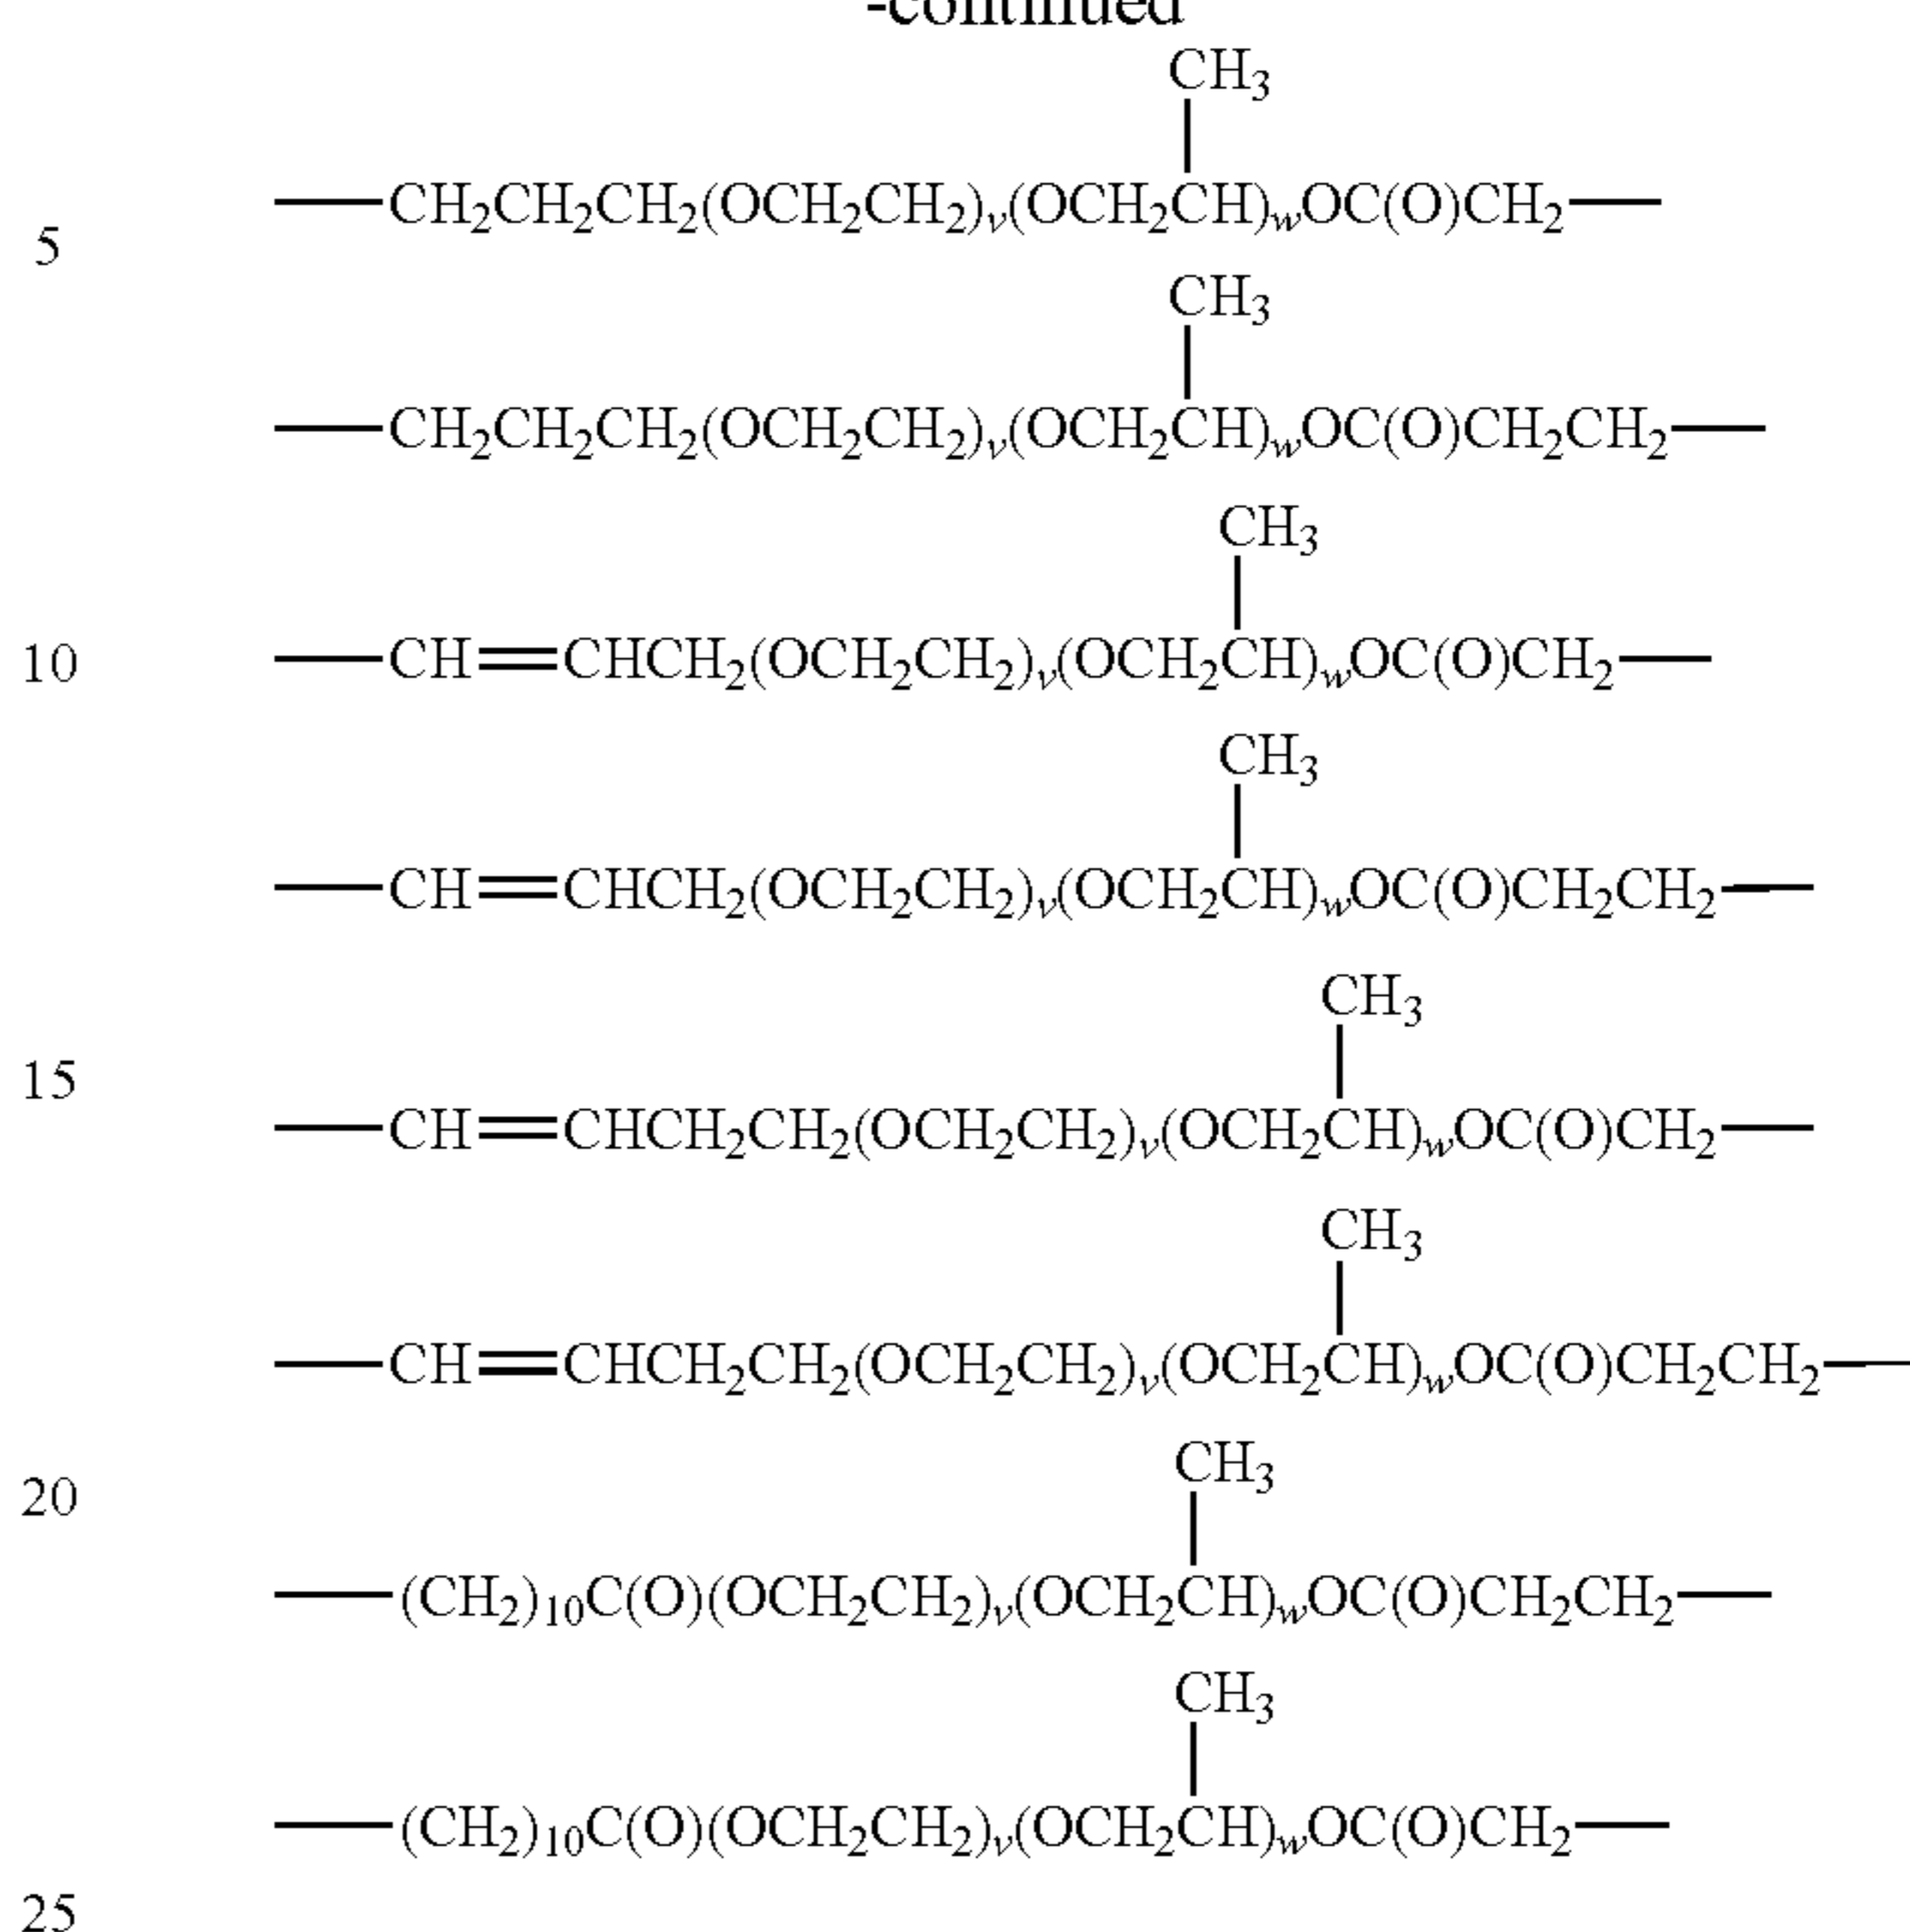 -continued
CH3
CH2CH2CH2(OCH2CH2)v(OCH2CH)wOC(O)CH2
5
CH3
CH2CH2CH2(OCH2CH2)v(OCH2CH)wOC(O)CH2CH2
CH3
10 CH=CHCH2(OCH2CH2)v(OCH2CH)wOC(O)CH2
CH3
CH=CHCH2(OCH2CH2)v(OCH2CH)wOC(O)CH2CH2
CH3
15
CH=CHCH2CH2(OCH2CH2)v(OCH2CH)wOC(O)CH2
CH3
CH=CHCH2CH2(OCH2CH2)v(OCH2CH)wOC(O)CH2CH2
CH3
20
(CH2)10C(O)(OCH2CH2)v(OCH2CH)wOC(O)CH2CH2
CH3
(CH2)10C(O)(OCH2CH2)v(OCH2CH)wOC(O)CH2
25